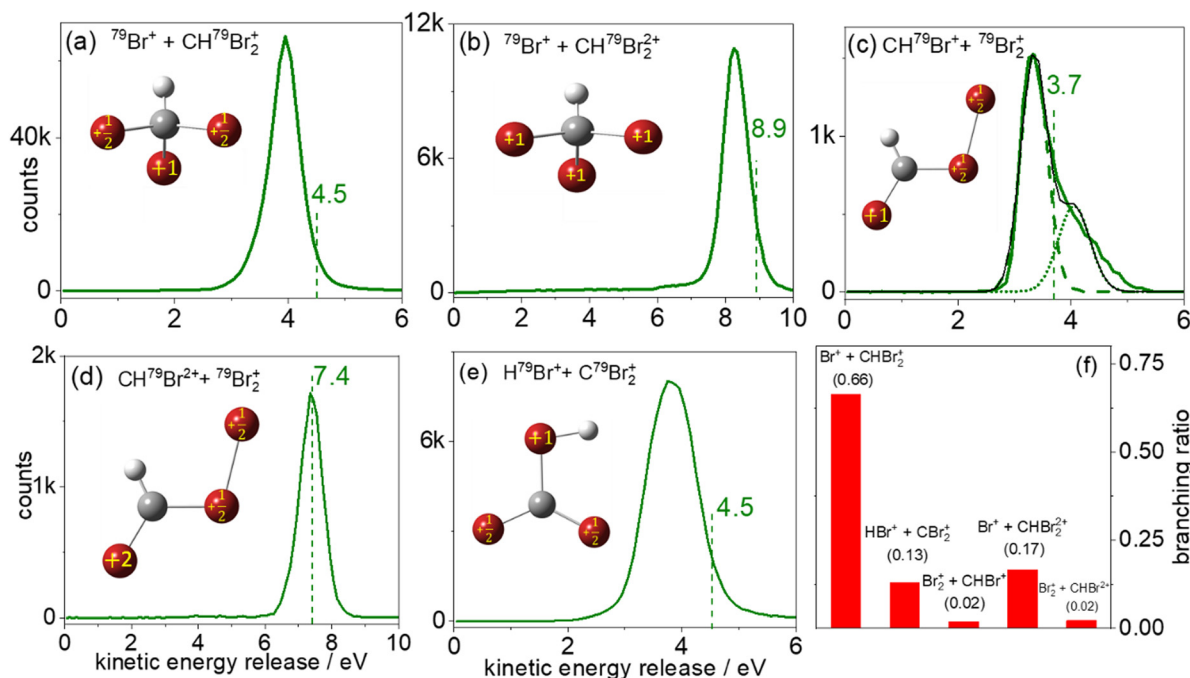 (a) ⁷⁹Br⁺ + CH⁷⁹Br₂⁺
40k
0
counts
+1/2
+1/2
+1
4.5
0 2 4 6
(b) ⁷⁹Br⁺ + CH⁷⁹Br₂²⁺
12k
6k
0
+1
+1
+1
8.9
0 2 4 6 8 10
(c) CH⁷⁹Br⁺ + ⁷⁹Br₂⁺
1k
0
+1/2
+1/2
+1
3.7
0 2 4 6
(d) CH⁷⁹Br²⁺ + ⁷⁹Br₂⁺
2k
1k
0
counts
+1/2
+1/2
+2
7.4
0 2 4 6 8 10
kinetic energy release / eV
(e) H⁷⁹Br⁺ + C⁷⁹Br₂⁺
6k
0
+1
+1/2
+1/2
4.5
0 2 4 6
kinetic energy release / eV
(f)
Br⁺ + CHBr₂⁺
(0.66)
HBr⁺ + CBr₂⁺
(0.13)
Br₂⁺ + CHBr⁺
(0.02)
Br⁺ + CHBr₂²⁺
(0.17)
Br₂⁺ + CHBr²⁺
(0.02)
0.75
0.50
0.25
0.00
branching ratio